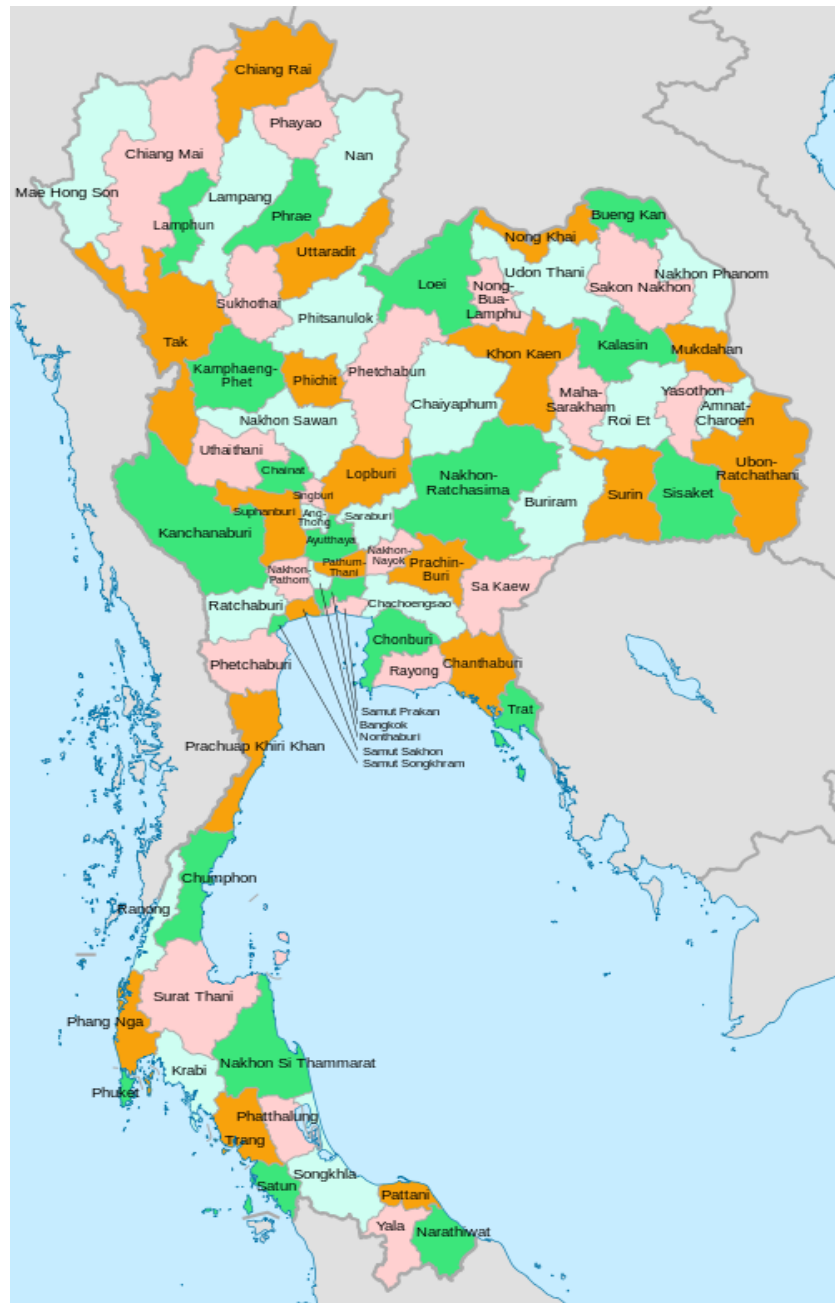 Chiang Rai
Phayao
Chiang Mai
Nan
Mae Hong Son
Lampang
Lamphun
Phrae
Bueng Kan
Nong Khai
Uttaradit
Udon Thani
Nakhon Phanom
Loei
Nong-
Bua-
Lamphu
Sakon Nakhon
Sukhothai
Phitsanulok
Tak
Kalasin
Mukdahan
Khon Kaen
Kamphaeng-
Phet
Phichit
Phetchabun
Maha-
Sarakham
Yasothon
Chaiyaphum
Roi Et
Amnat-
Charoen
Nakhon Sawan
Uthaithani
Chainat
Lopburi
Nakhon-
Ratchasima
Ubon-
Ratchathani
Singburi
Buriram
Surin
Sisaket
Suphanburi
Ang-
Thong
Saraburi
Kanchanaburi
Ayutthaya
Nakhon-
Nayok
Nakhon-
Pathom
Pathum-
Thani
Prachin-
Buri
Sa Kaew
Ratchaburi
Chachoengsao
Chonburi
Phetchaburi
Rayong
Chanthaburi
Trat
Samut Prakan
Bangkok
Nonthaburi
Samut Sakhon
Samut Songkhram
Prachuap Khiri Khan
Chumphon
Ranong
Surat Thani
Phang Nga
Nakhon Si Thammarat
Krabi
Phuket
Phatthalung
Trang
Songkhla
Satun
Pattani
Yala
Narathiwat